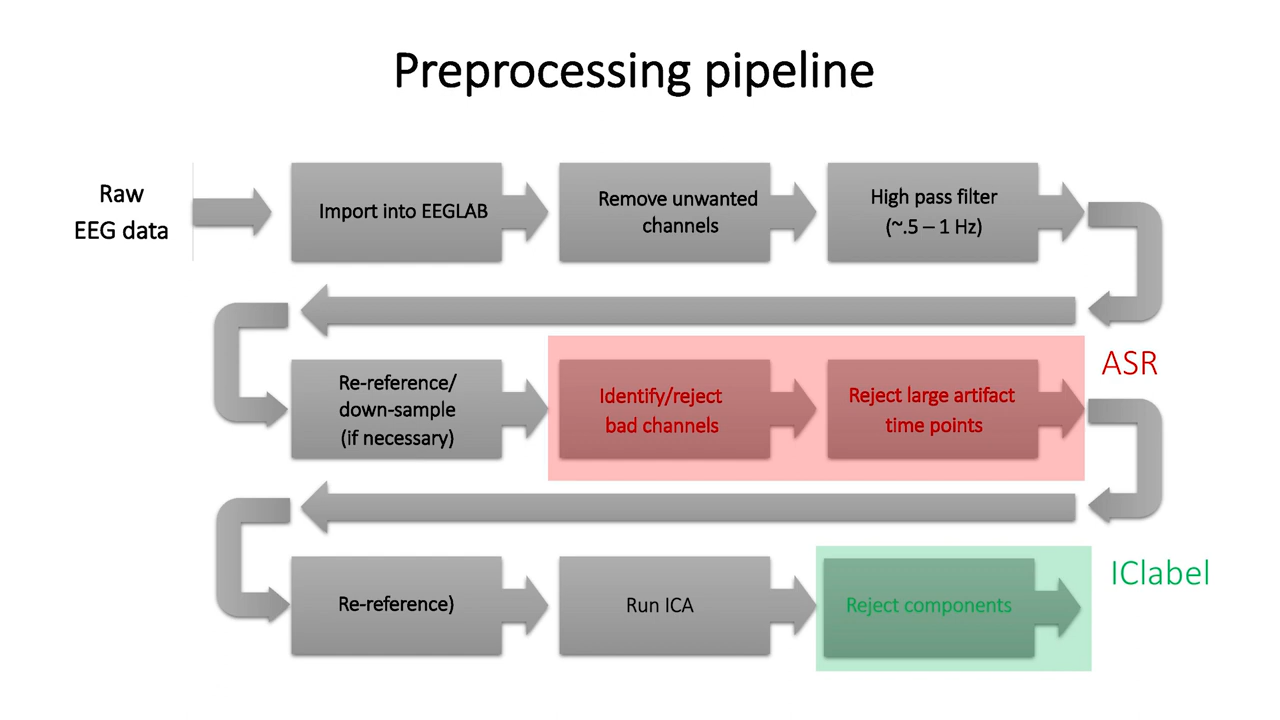 Preprocessing pipeline
Raw
EEG data
Import into EEGLAB
Remove unwanted
channels
High pass filter
(~.5 – 1 Hz)
Re-reference/
down-sample
(if necessary)
Identify/reject
bad channels
Reject large artifact
time points
ASR
Re-reference)
Run ICA
Reject components
IClabel